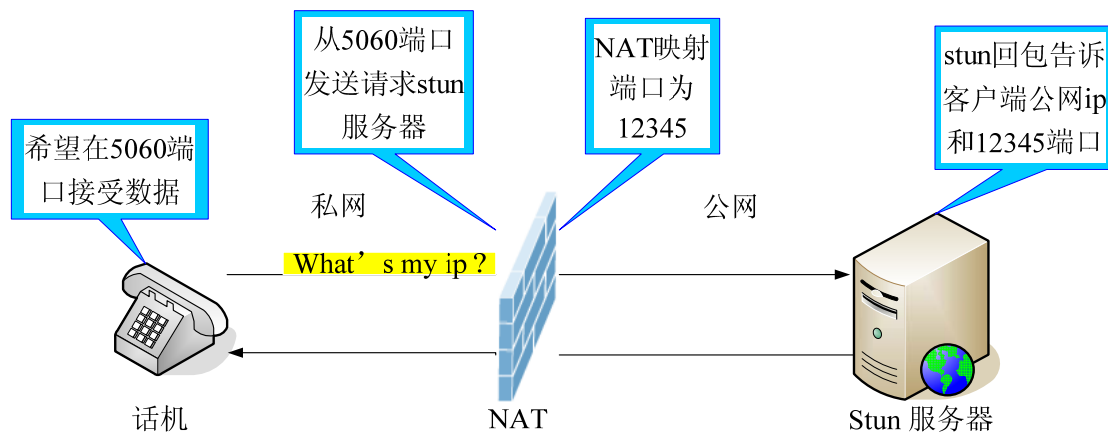 从5060端口
发送请求stun
服务器
NAT映射
端口为
12345
stun回包告诉
客户端公网ip
和12345端口
希望在5060端
口接受数据
私网
公网
What’s my ip？
话机
NAT
Stun 服务器